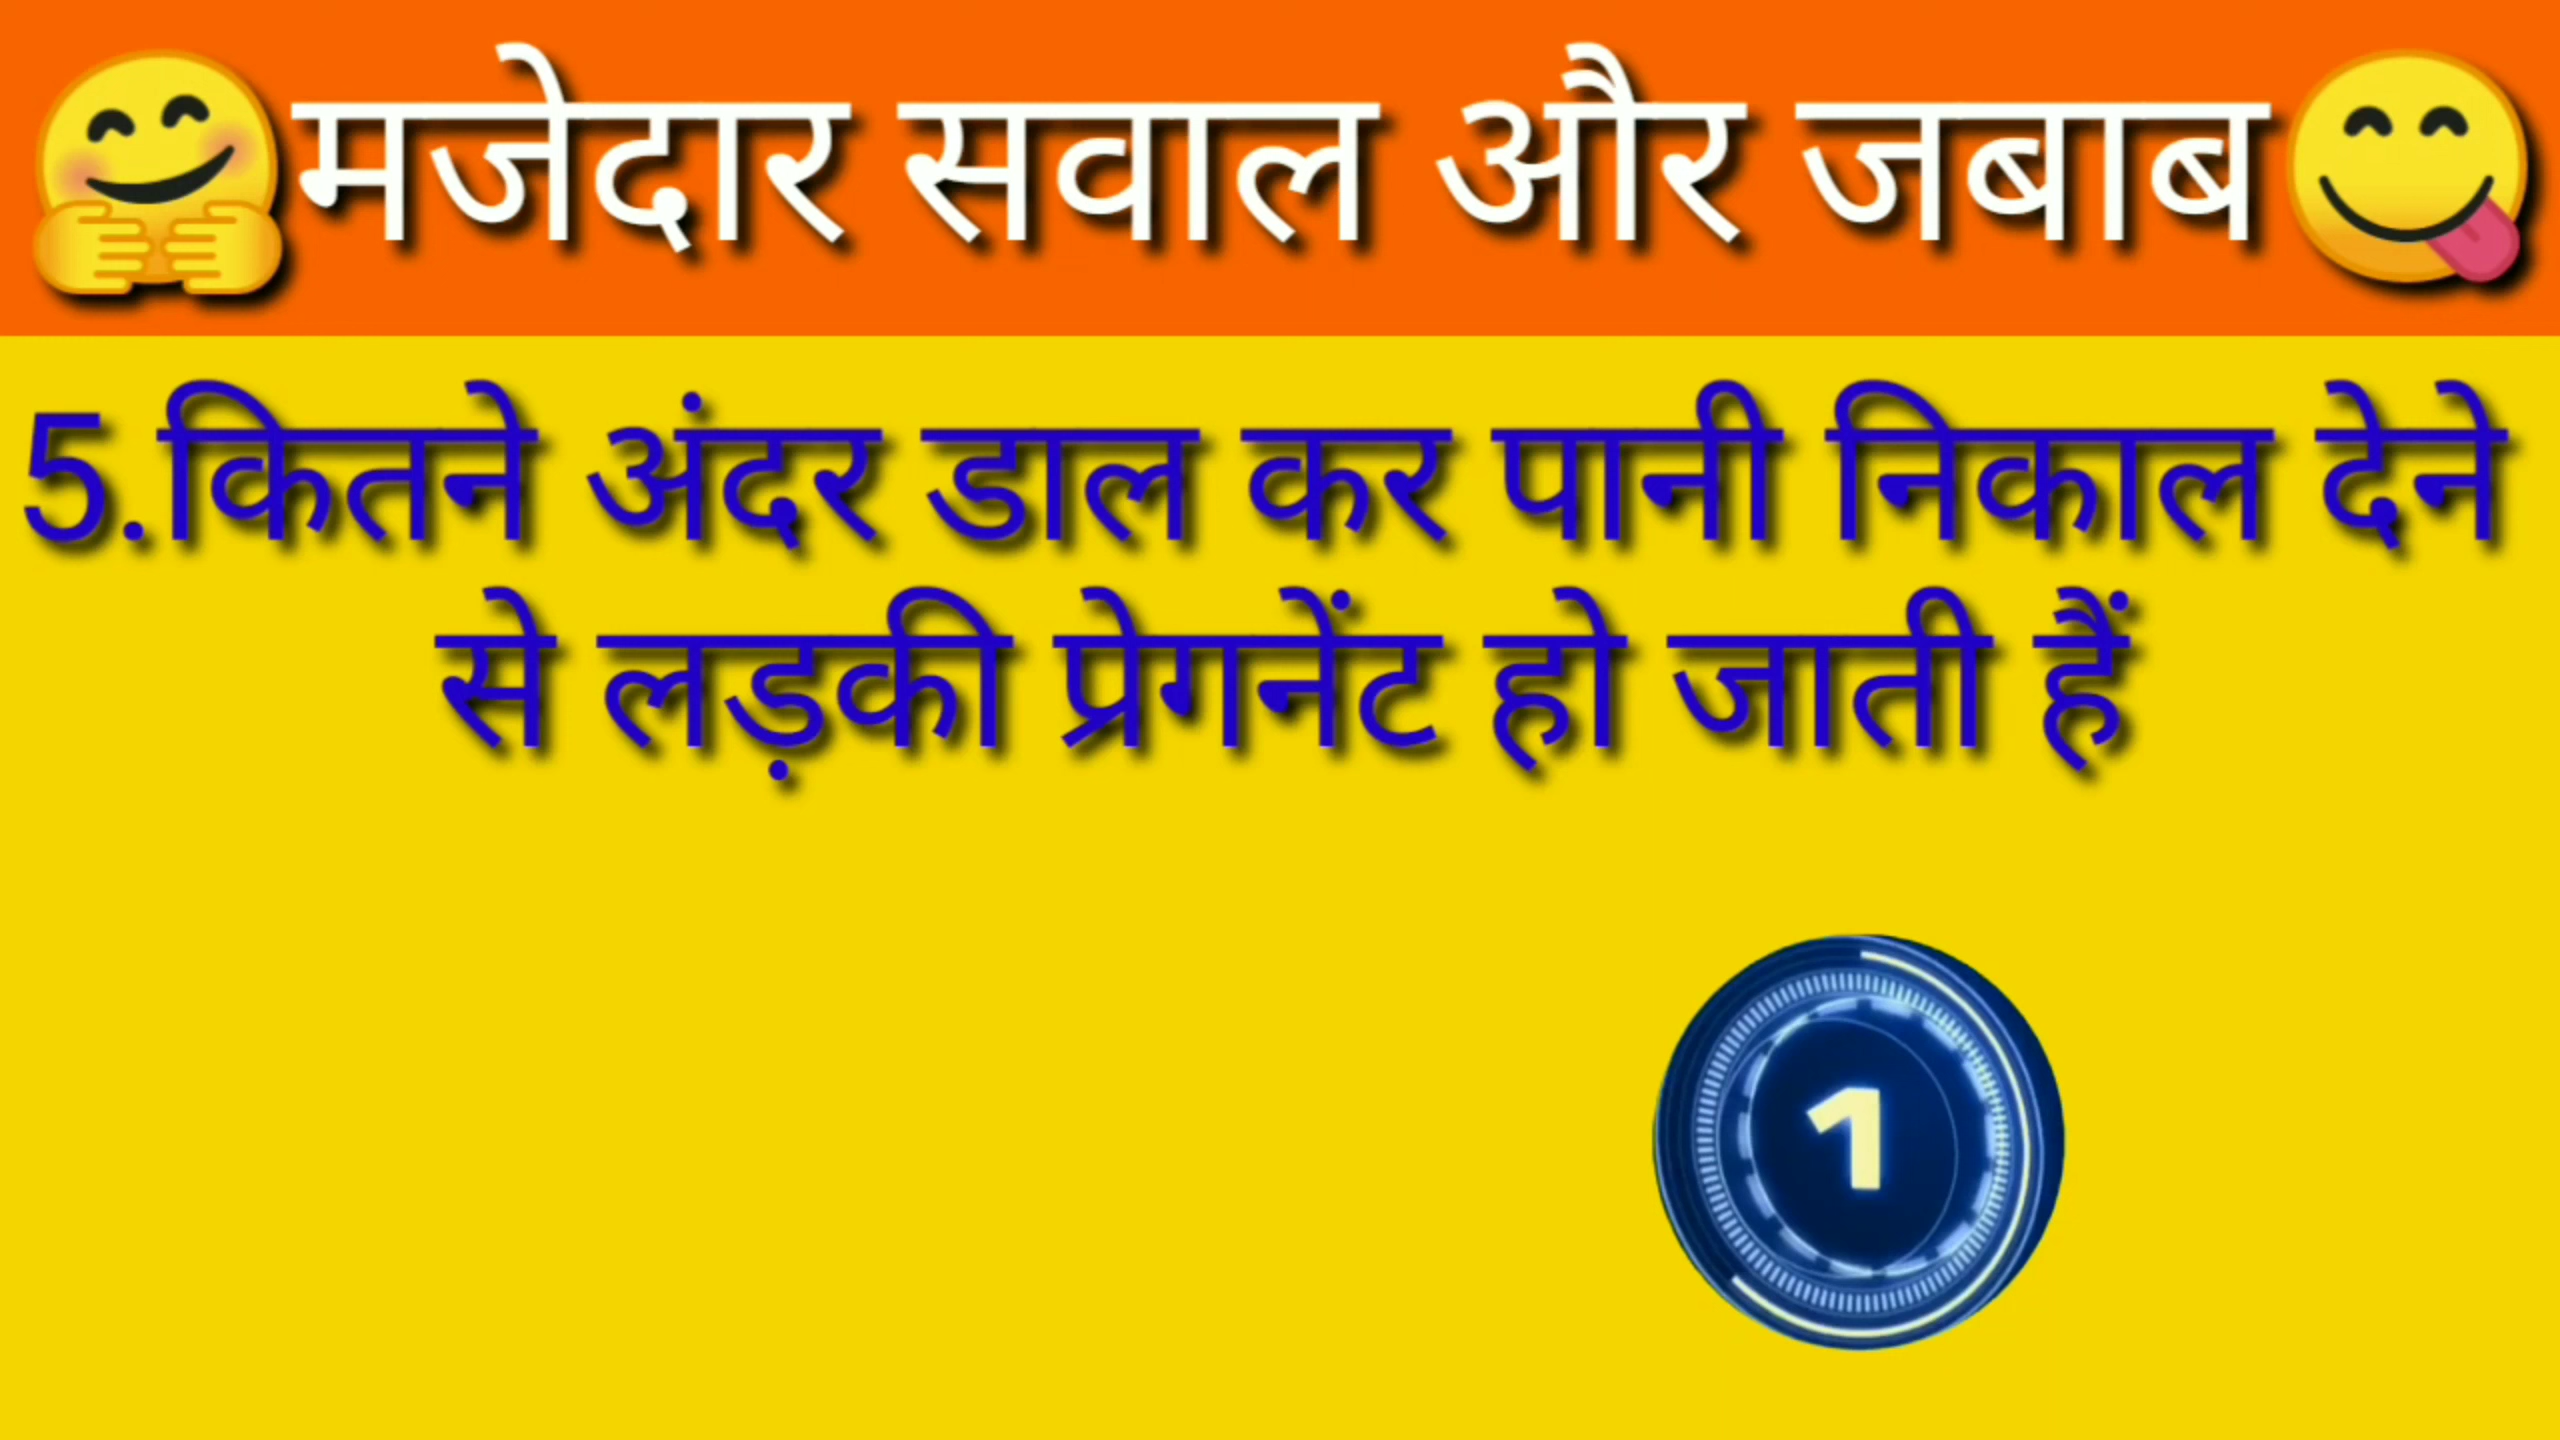 🤗मजेदार सवाल और जबाब😋
5.कितने अंदर डाल कर पानी निकाल देने
से लड़की प्रेगनेंट हो जाती हैं
1